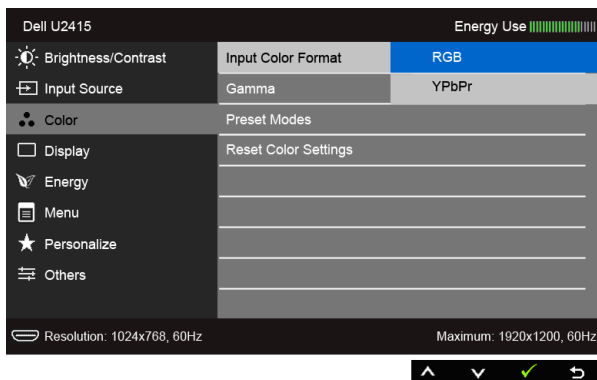 Dell U2415 Energy Use
Brightness/Contrast Input Color Format RGB
Input Source Gamma YPbPr
Color Preset Modes
Display Reset Color Settings
Energy
Menu
Personalize
Others
Resolution: 1024x768, 60Hz Maximum: 1920x1200, 60Hz